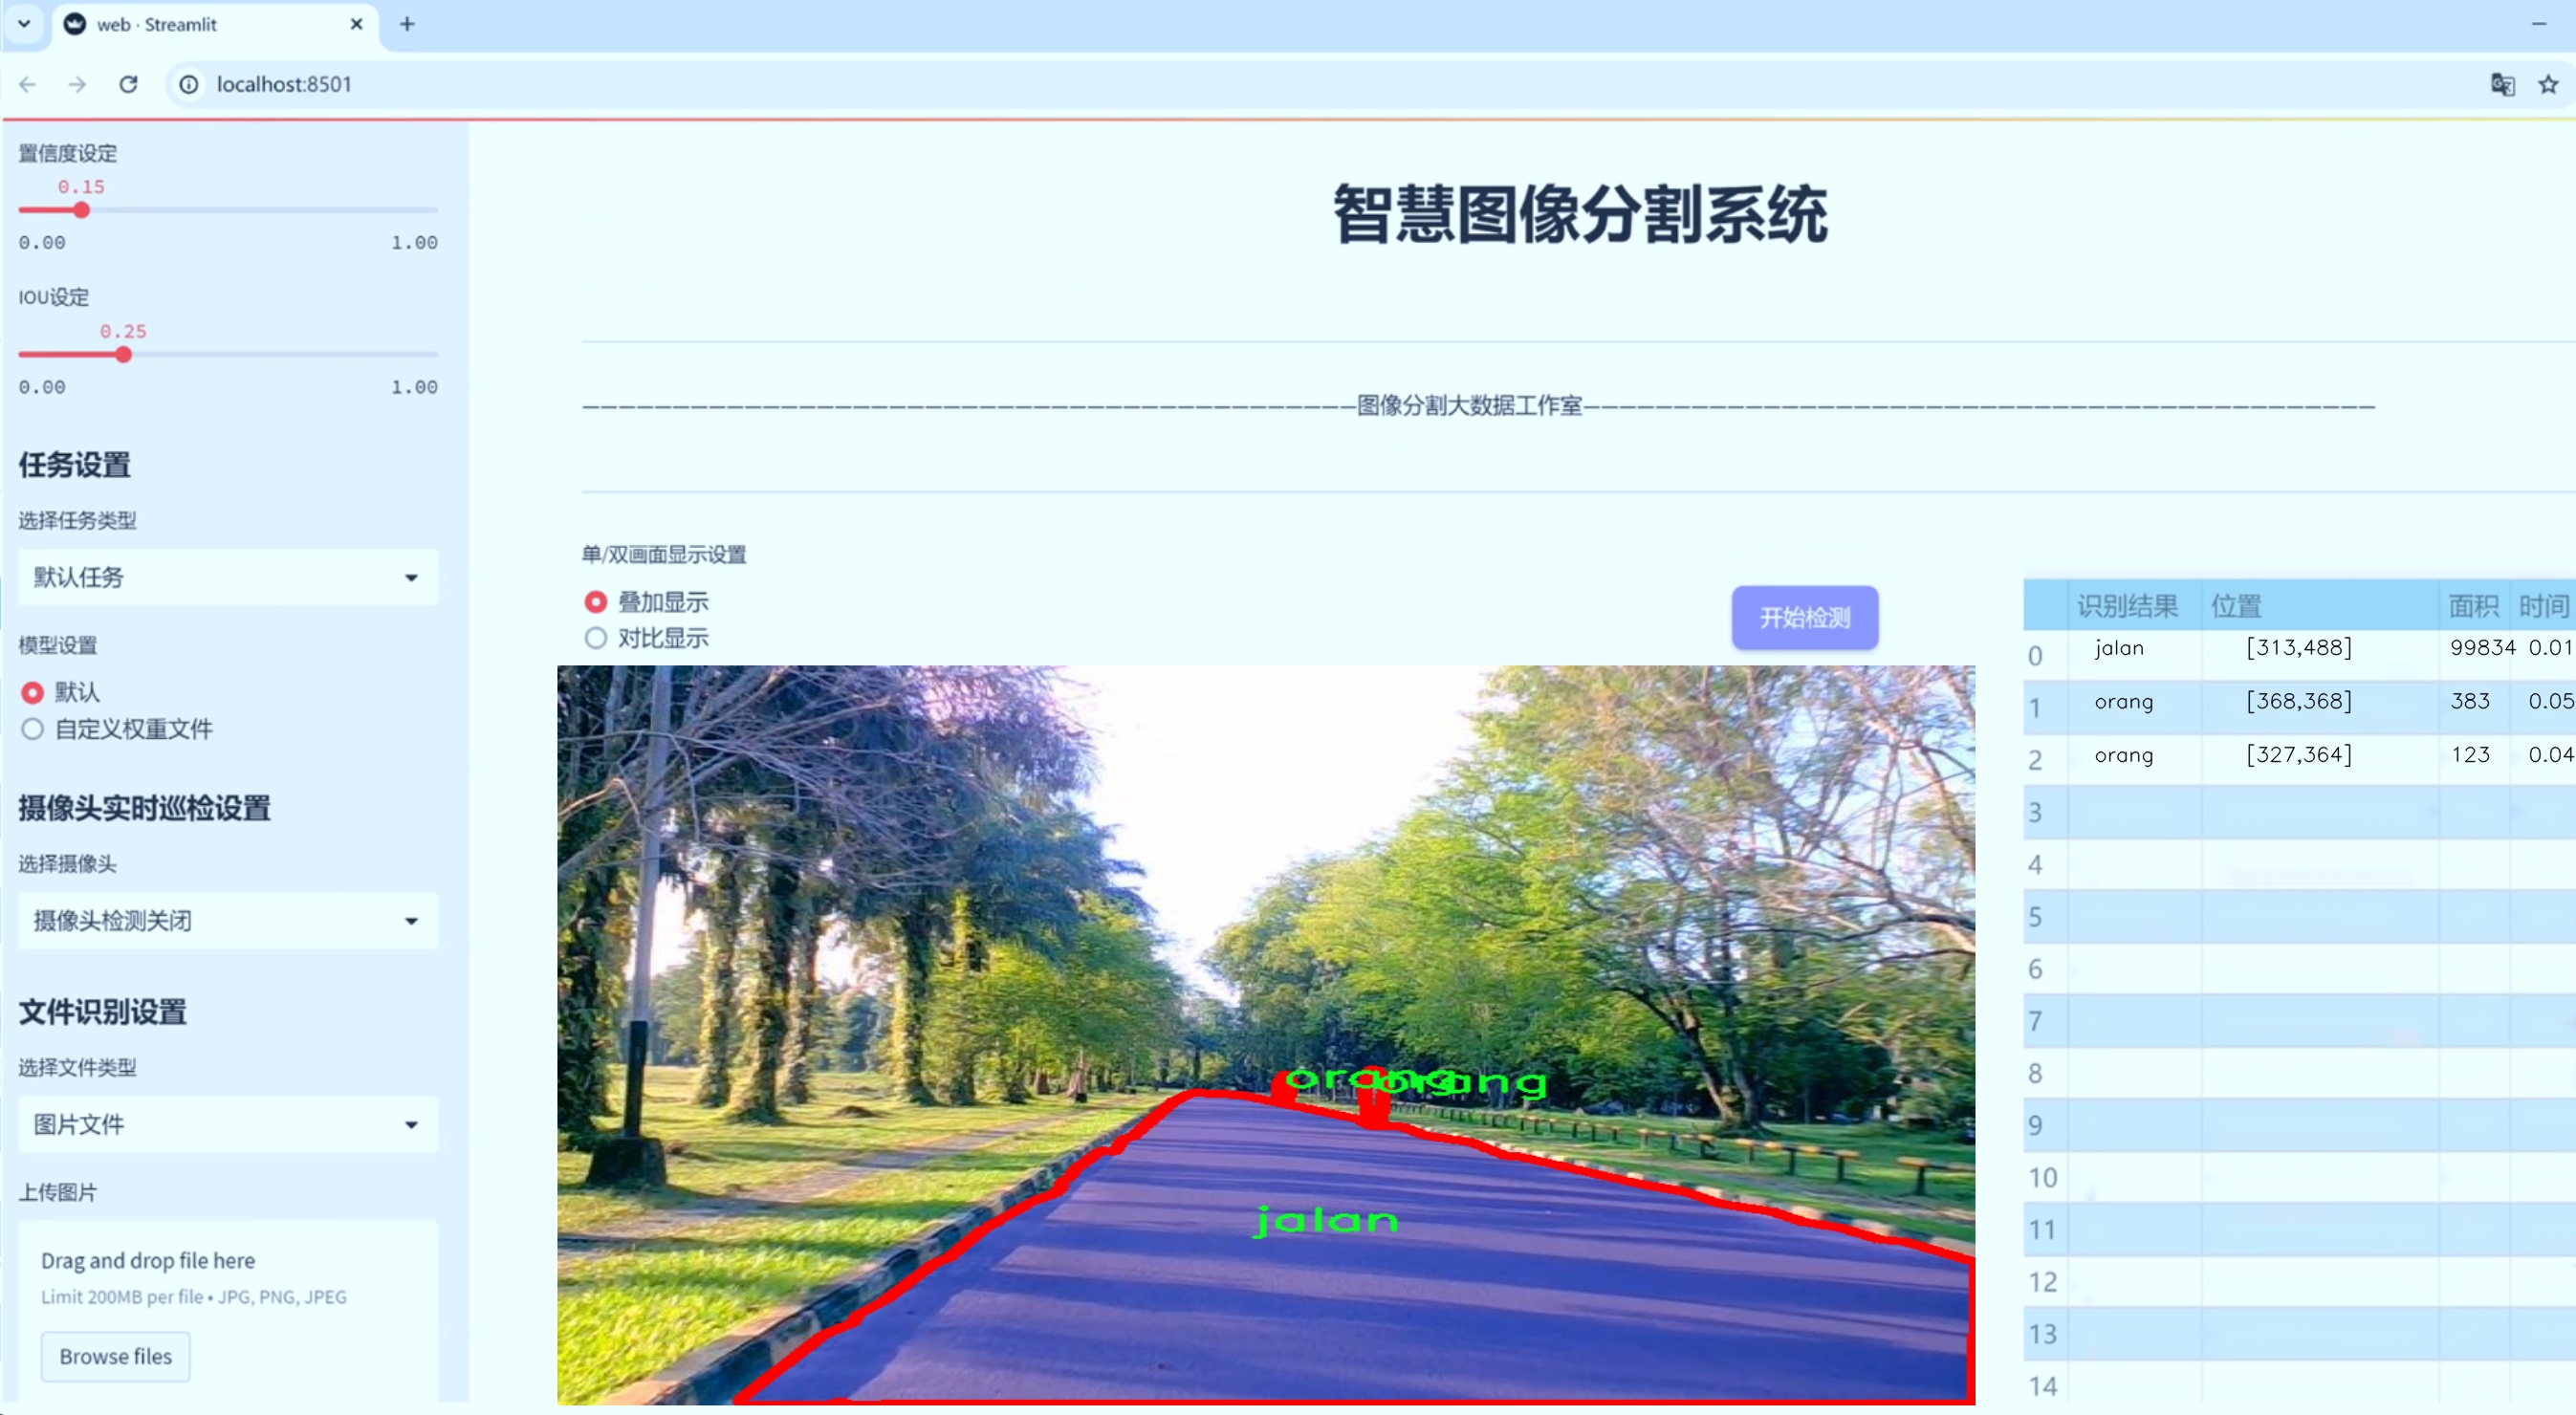 web · Streamlit
localhost:8501
置信度设定
0.15
0.00 1.00
IOU设定
0.25
0.00 1.00
任务设置
选择任务类型
默认任务
模型设置
默认
自定义权重文件
摄像头实时巡检设置
选择摄像头
摄像头检测关闭
文件识别设置
选择文件类型
图片文件
上传图片
Drag and drop file here
Limit 200MB per file • JPG, PNG, JPEG
Browse files
智慧图像分割系统
图像分割大数据工作室
单/双画面显示设置
叠加显示
对比显示
开始检测
orang
orang
jalan
识别结果 位置 面积 时间
0 jalan [313,488] 99834 0.01
1 orang [368,368] 383 0.05
2 orang [327,364] 123 0.04
3
4
5
6
7
8
9
10
11
12
13
14